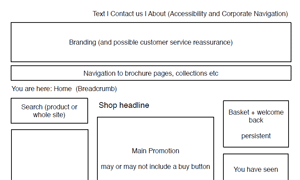 Text I Contact us I About (Accessibility and Corporate Navigation)
Branding (and possible customer service reassurance)
Navigation to brochure pages, collections etc
You are here: Home (Breadcrumb)
Search (product or
whole site)
Shop headline
Basket + welcome
back
persistent
Main Promotion
may or may not include a buy button
You have seen